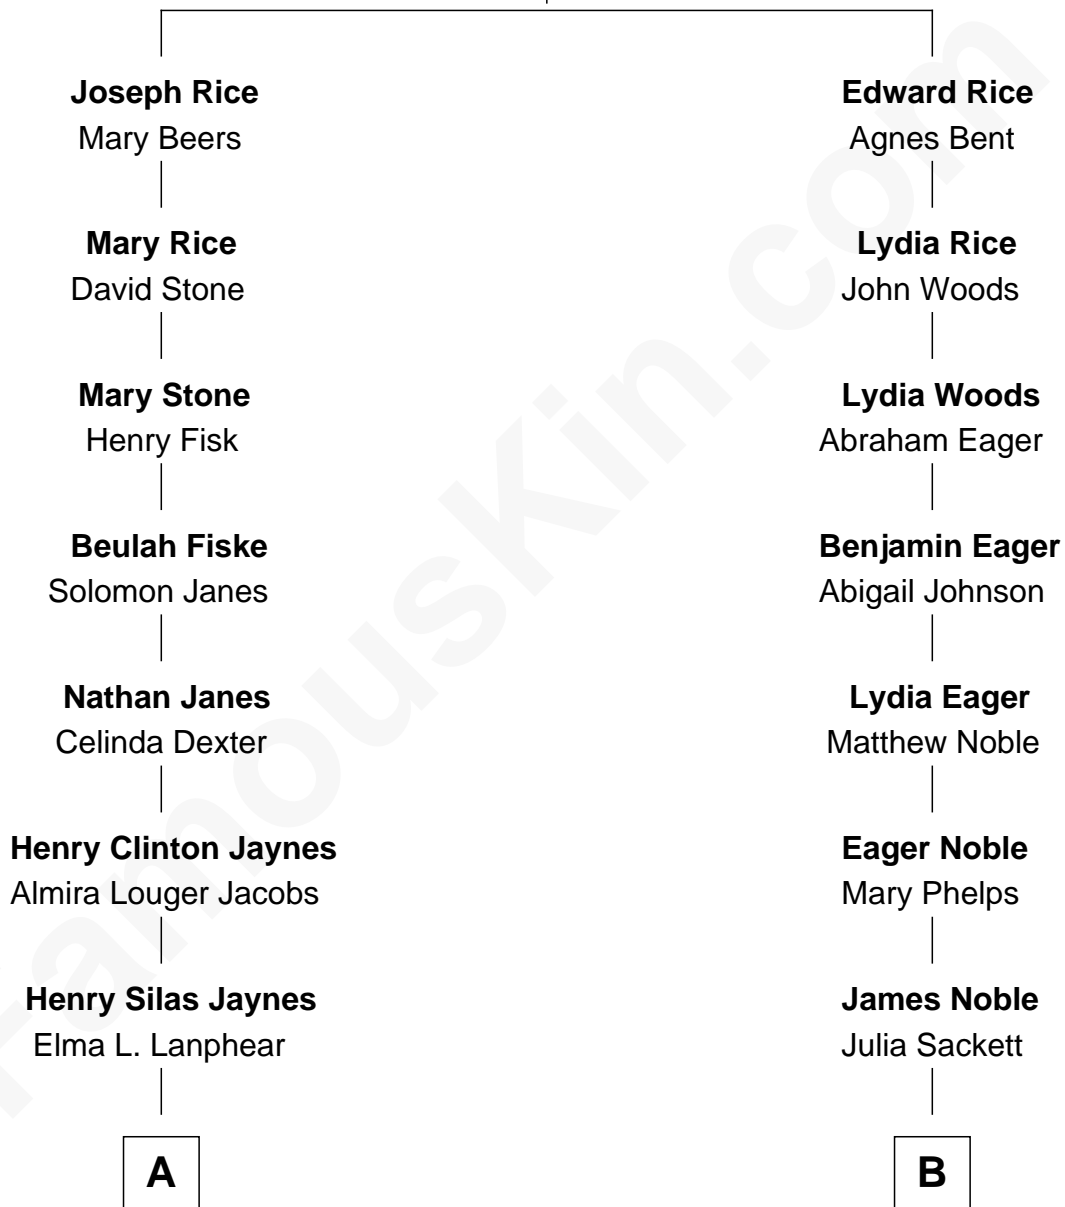 Joseph Rice
Mary Beers
Mary Rice
David Stone
Mary Stone
Henry Fisk
Beulah Fiske
Solomon Janes
Nathan Janes
Celinda Dexter
Henry Clinton Jaynes
Almira Louger Jacobs
Henry Silas Jaynes
Elma L. Lanphear
A
Edward Rice
Agnes Bent
Lydia Rice
John Woods
Lydia Woods
Abraham Eager
Benjamin Eager
Abigail Johnson
Lydia Eager
Matthew Noble
Eager Noble
Mary Phelps
James Noble
Julia Sackett
B
FamousKin.com